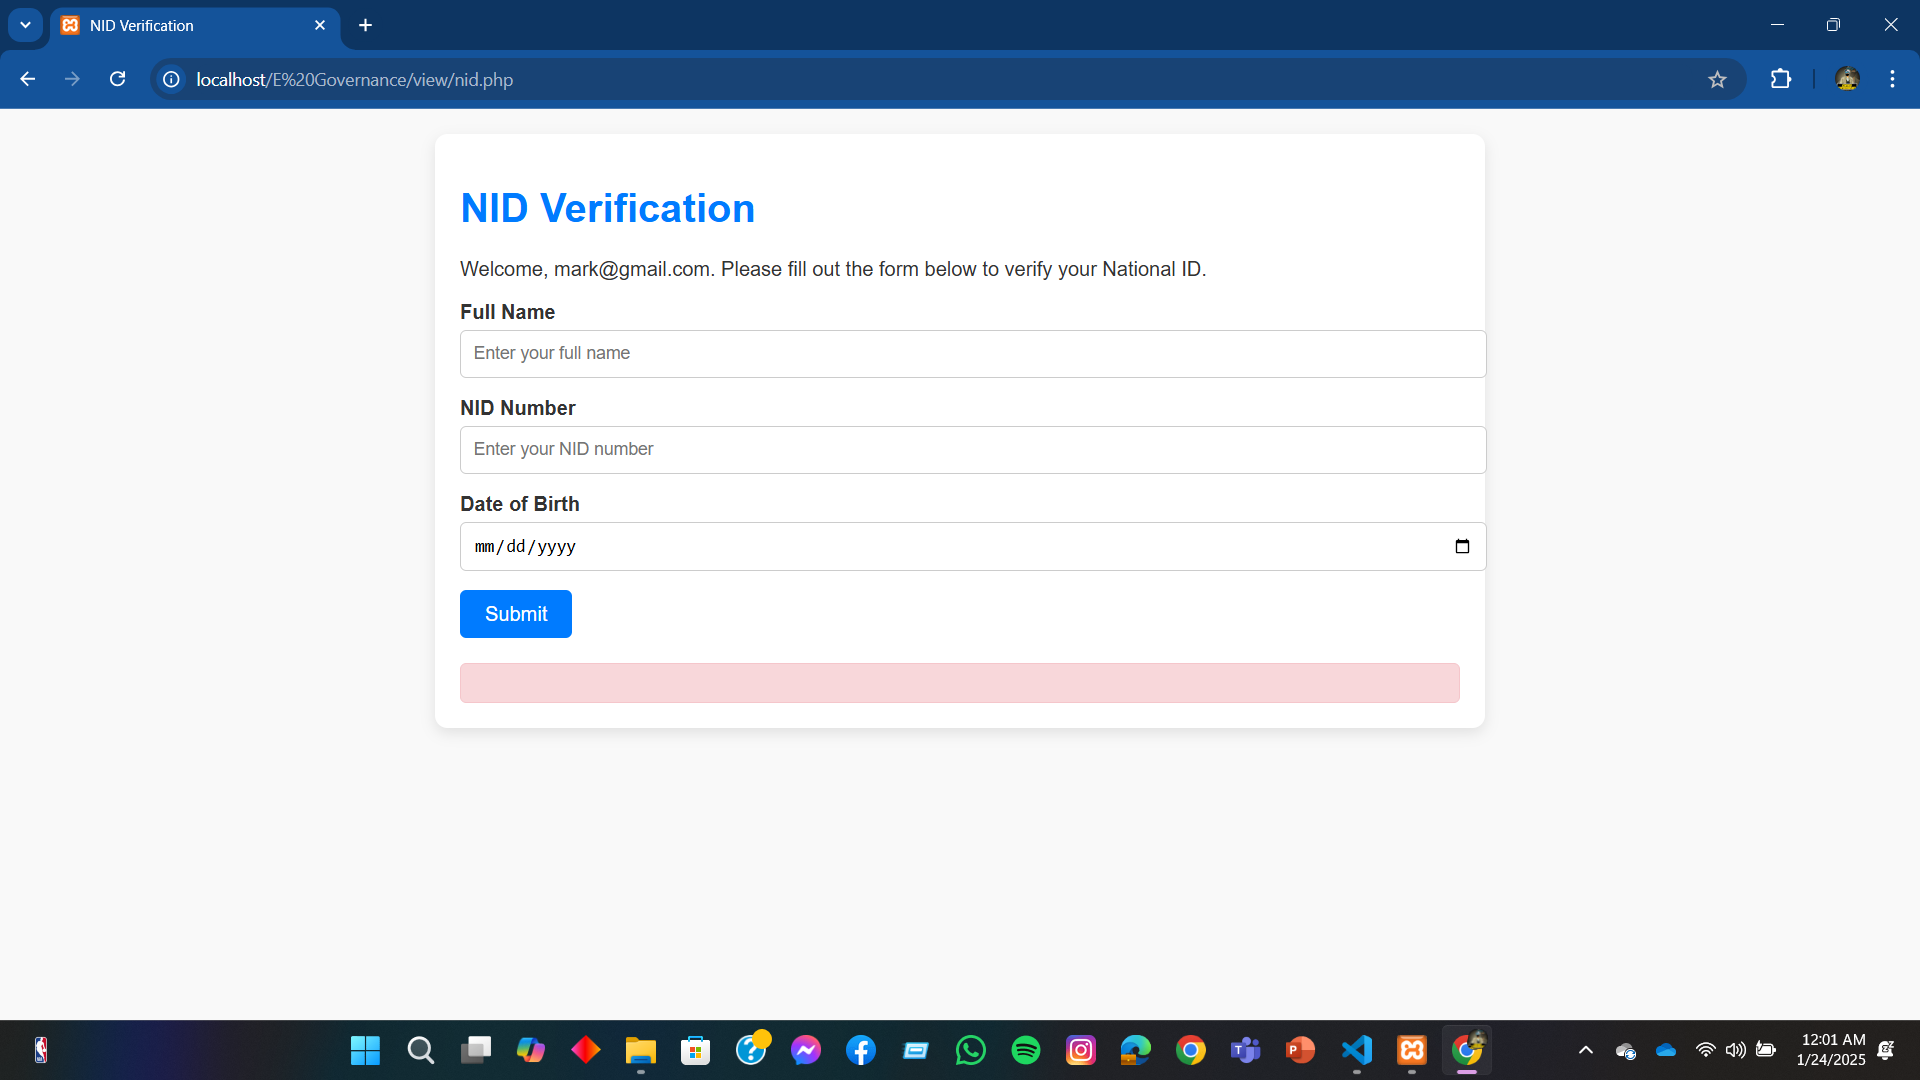 NID Verification
localhost/E%20Governance/view/nid.php
NID Verification
Welcome, mark@gmail.com. Please fill out the form below to verify your National ID.
Full Name
Enter your full name
NID Number
Enter your NID number
Date of Birth
mm/dd/yyyy
Submit
12:01 AM
1/24/2025